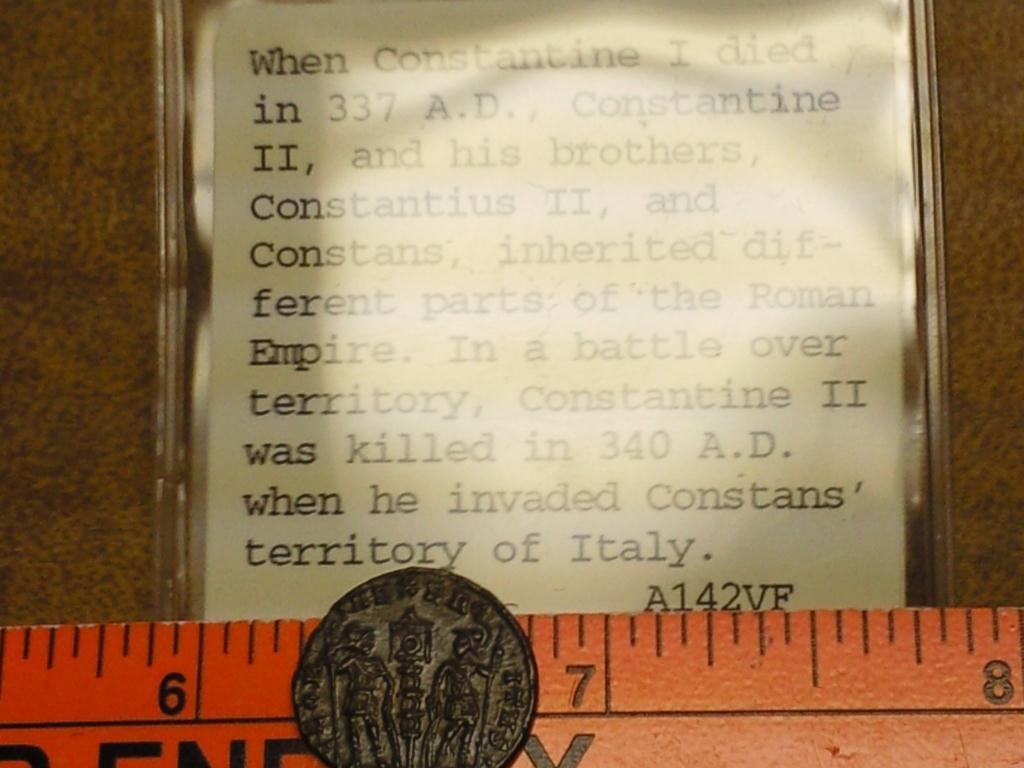 When Constantine I died
in 337 A.D., Constantine
II, and his brothers,
Constantius II, and
Constans, inherited dif-
ferent parts of the Roman
Empire. In a battle over
territory, Constantine II
was killed in 340 A.D.
when he invaded Constans'
territory of Italy.
A142VF
6 7 8